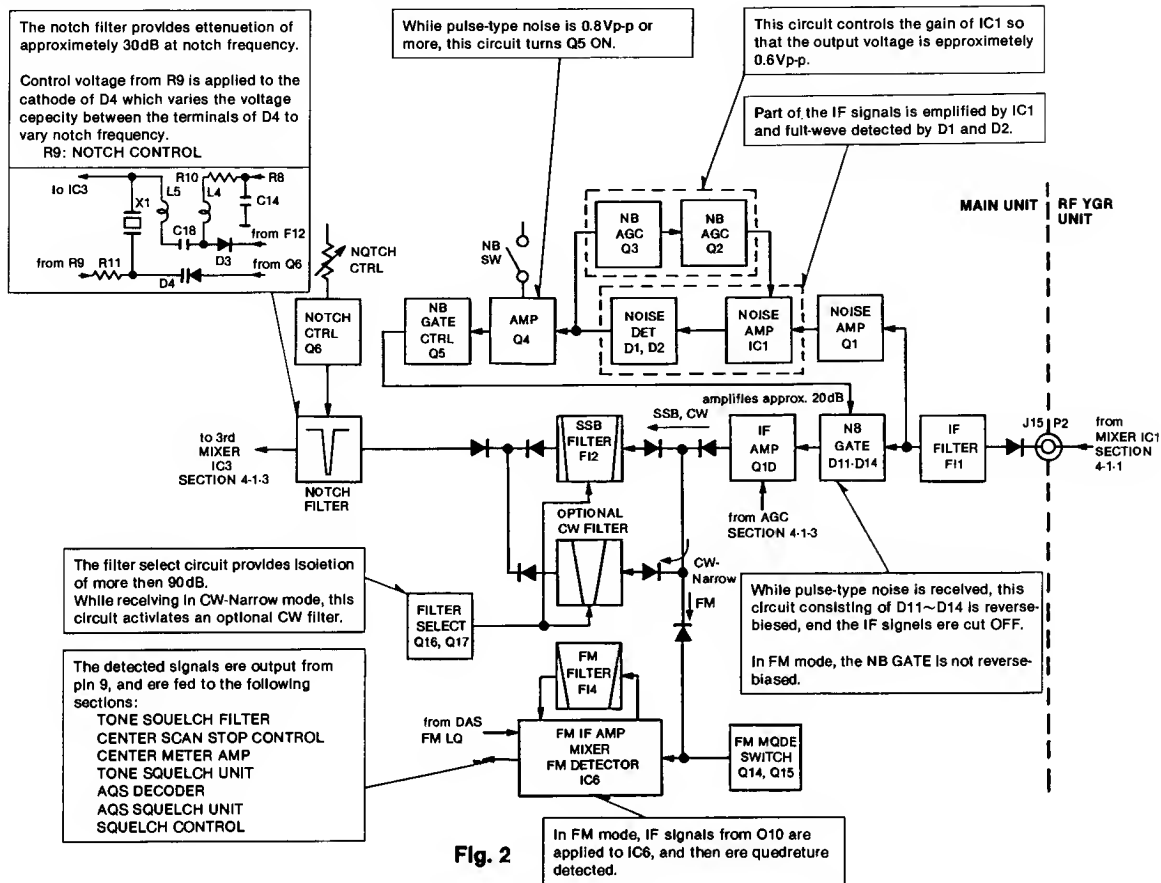 The notch filter provides ettenuetion of
approximately 30dB at notch frequency.
Control voltage from R9 is applied to the
cathode of D4 which varies the voltage
cepecity between the terminals of D4 to
vary notch frequency.
R9: NOTCH CONTROL
to IC3
X1
L5
R10
L4
R8
C14
C18
from F12
D3
from R9
R11
D4
from Q6
While pulse-type noise is 0.8Vp-p or
more, this circuit turns Q5 ON.
This circuit controls the gain of IC1 so
that the output voltage is epproximetely
0.6Vp-p.
Part of the IF signals is emplified by IC1
and full-weve detected by D1 and D2.
MAIN UNIT
RF YGR
UNIT
NQTCH
CTRL
NB
SW
NB
AGC
Q3
NB
AGC
Q2
NOTCH
CTRL
Q6
NB
GATE
CTRL
Q5
AMP
Q4
NOISE
DET
D1, D2
NOISE
AMP
IC1
NOISE
AMP
Q1
amplifies approx. 20dB
SSB, CW
to 3rd
MIXER
IC3
SECTION 4-1-3
NOTCH
FILTER
SSB
FILTER
FI2
IF
AMP
Q1D
NS
GATE
D11-D14
IF
FILTER
FI1
J15
P2
from
MIXER IC1
SECTION
4-1-1
from AGC
SECTION 4-1-3
OPTIONAL
CW FILTER
CW-
Narrow
FM
The filter select circuit provides Isoletion
of more then 90dB.
While receiving in CW-Narrow mode, this
circuit activlates an optional CW filter.
FILTER
SELECT
Q16, Q17
While pulse-type noise is received, this
circuit consisting of D11~D14 is reverse-
biesed, end the IF signels ere cut OFF.
In FM mode, the NB GATE is not reverse-
biased.
The detected signals ere output from
pin 9, and ere fed to the following
sections:
TONE SOUELCH FILTER
CENTER SCAN STOP CONTROL
CENTER METER AMP
TONE SQUELCH UNIT
AQS DECODER
AQS SQUELCH UNIT
SQUELCH CONTROL
FM
FILTER
FI4
from DAS
FM LQ
FM IF AMP
MIXER
FM DETECTOR
IC6
FM MQDE
SWITCH
Q14, Q15
In FM mode, IF signals from O10 are
applied to IC6, and then ere quedreture
detected.
Fig. 2